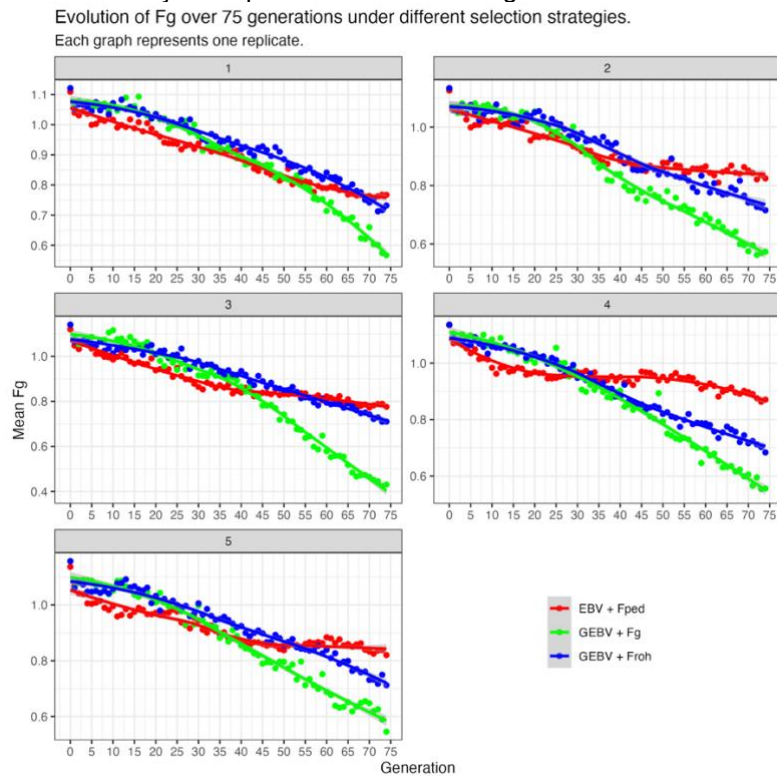 Evolution of Fg over 75 generations under different selection strategies.
Each graph represents one replicate.
1
2
1.1
1.0
0.9
0.8
0.7
0.6
0 5 10 15 20 25 30 35 40 45 50 55 60 65 70 75
1.0
0.8
0.6
0 5 10 15 20 25 30 35 40 45 50 55 60 65 70 75
3
4
1.0
0.8
0.6
0.4
0 5 10 15 20 25 30 35 40 45 50 55 60 65 70 75
1.0
0.8
0.6
0 5 10 15 20 25 30 35 40 45 50 55 60 65 70 75
Mean Fg
5
1.0
0.8
0.6
0 5 10 15 20 25 30 35 40 45 50 55 60 65 70 75
Generation
EBV + Fped
GEBV + Fg
GEBV + Froh